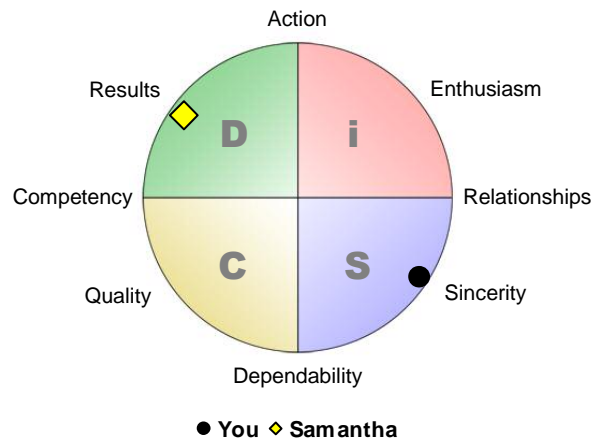 Action
Results
Enthusiasm
D
i
Competency
Relationships
C
S
Quality
Sincerity
Dependability
You Samantha